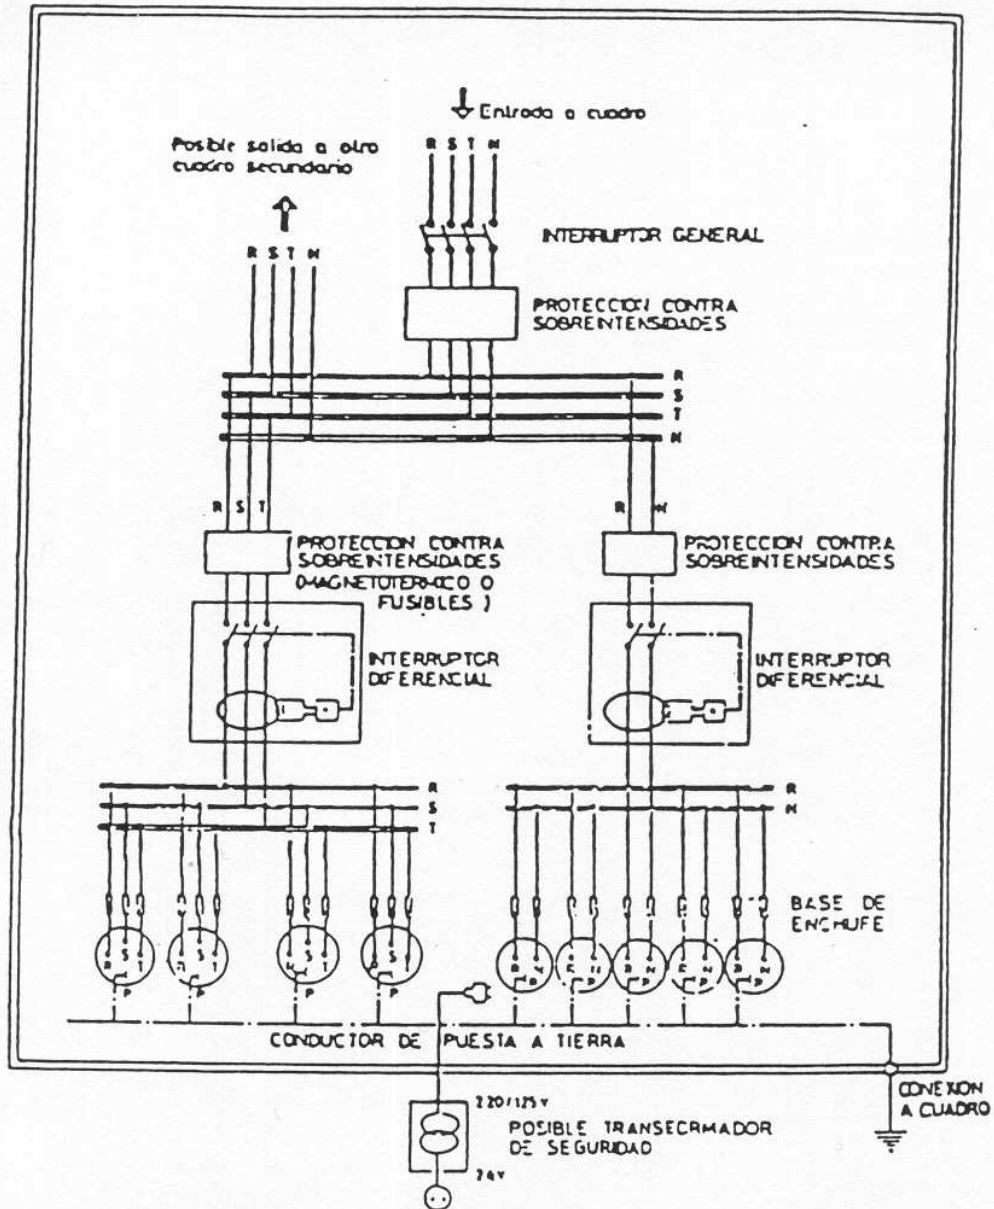 Entrada a cuadro
Posible salida a otro
cuadro secundario
R S T N
R S T N
INTERRUPTOR GENERAL
PROTECCION CONTRA
SOBREINTENSIDADES
R
S
T
N
R S T
R N
PROTECCION CONTRA
SOBREINTENSIDADES
(MAGNETOTERMICO O
FUSIBLES )
PROTECCION CONTRA
SOBREINTENSIDADES
INTERRUPTOR
DIFERENCIAL
INTERRUPTOR
DIFERENCIAL
R
S
T
R
N
BASE DE
ENCHUFE
R S T
S T
S T
S T
P
P
P
P
CONDUCTOR DE PUESTA A TIERRA
CONEXION
A CUADRO
220/125 V
POSIBLE TRANSECRMADOR
DE SEGURIDAD
24V